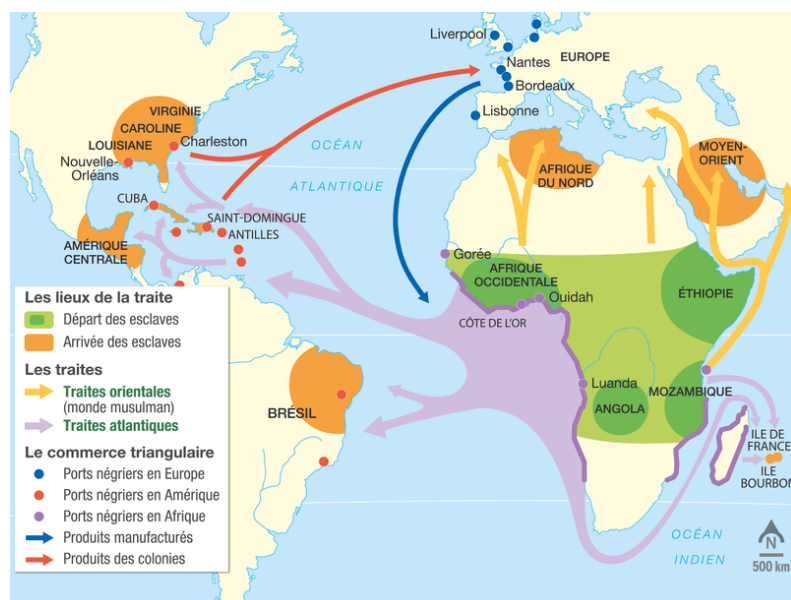 Liverpool
EUROPE
Nantes
Bordeaux
Lisbonne
VIRGINIE
CAROLINE
LOUISIANE
Charleston
Nouvelle-
Orléans
OCÉAN
ATLANTIQUE
MOYEN-
ORIENT
AFRIQUE
DU NORD
CUBA
SAINT-DOMINGUE
ANTILLES
AMÉRIQUE
CENTRALE
Gorée
AFRIQUE
OCCIDENTALE
Ouidah
CÔTE DE L'OR
ÉTHIOPIE
Luanda
MOZAMBIQUE
ANGOLA
BRÉSIL
ILE DE
FRANCE
ILE
BOURBON
OCÉAN
INDIEN
N
500 km
Les lieux de la traite
Départ des esclaves
Arrivée des esclaves
Les traites
Traites orientales
(monde musulman)
Traites atlantiques
Le commerce triangulaire
Ports négriers en Europe
Ports négriers en Amérique
Ports négriers en Afrique
Produits manufacturés
Produits des colonies